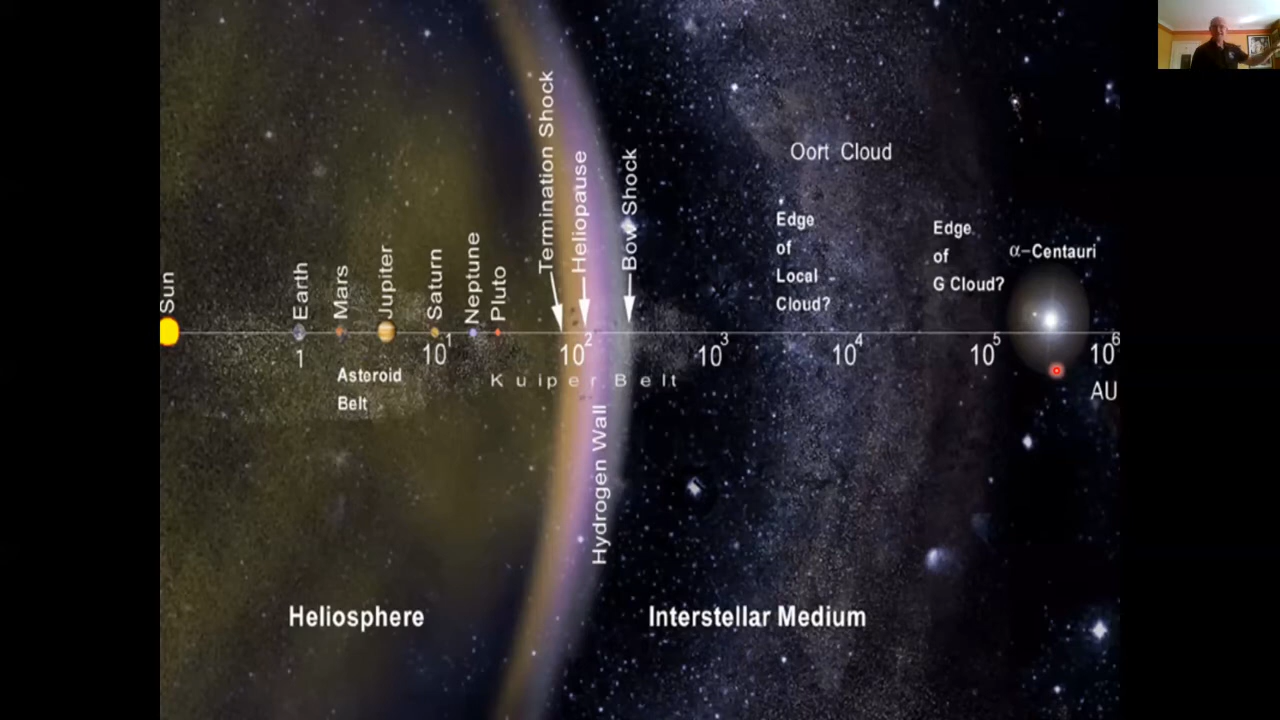 Sun
Earth
Mars
Jupiter
Saturn
Neptune
Pluto
Termination Shock
Heliopause
Bow Shock
Oort Cloud
Edge
of
Local
Cloud?
Edge
of
G Cloud?
α-Centauri
1
10¹
10²
10³
10⁴
10⁵
10⁶
AU
Asteroid
Belt
Kuiper Belt
Hydrogen Wall
Heliosphere
Interstellar Medium